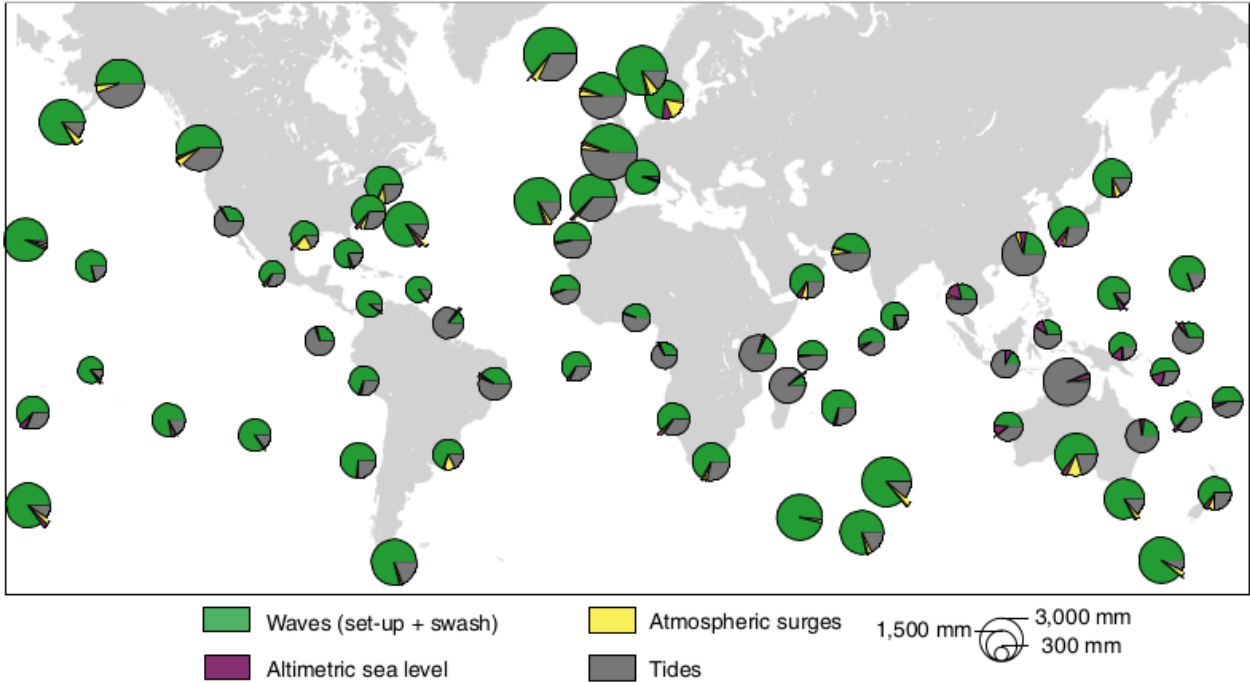 Waves (set-up + swash)
Atmospheric surges
1,500 mm
3,000 mm
300 mm
Altimetric sea level
Tides